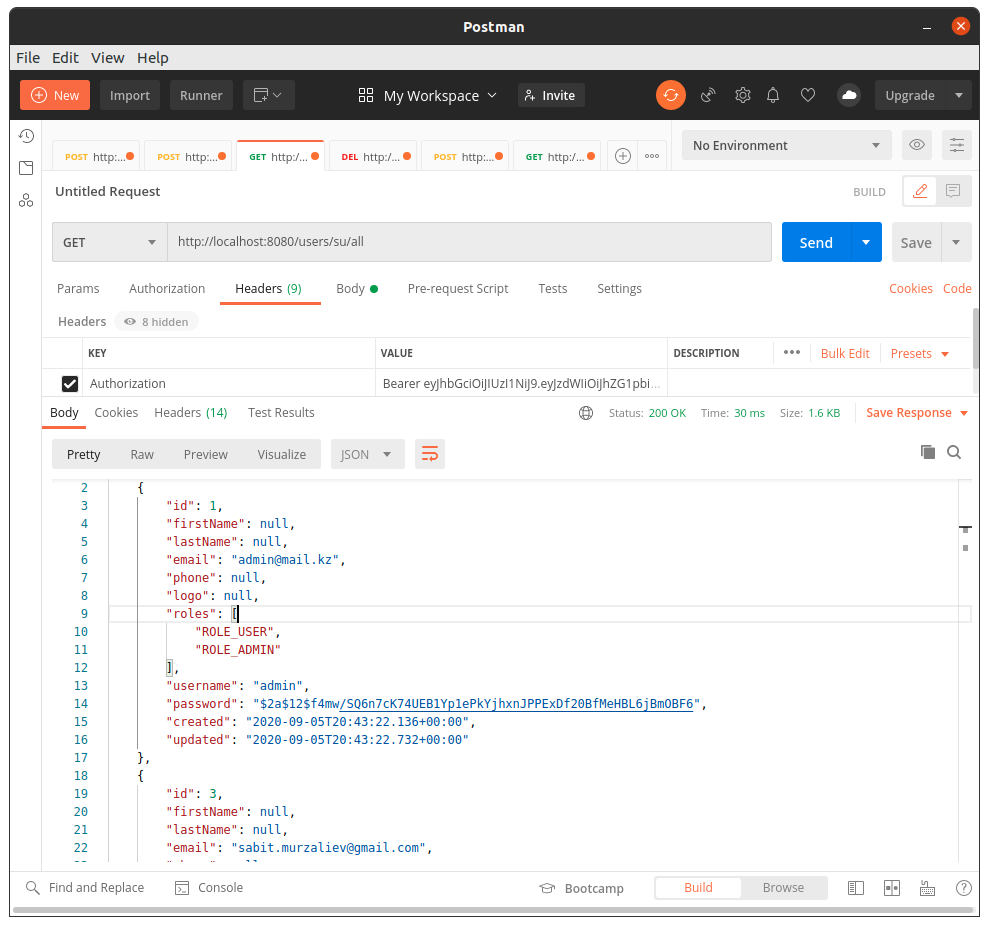 Postman
File Edit View Help
New Import Runner My Workspace Invite Upgrade
POST http:... POST http:... GET http:/... DEL http:/... POST http:... GET http:/... No Environment
Untitled Request BUILD
GET http://localhost:8080/users/su/all Send Save
Params Authorization Headers (9) Body Pre-request Script Tests Settings Cookies Code
Headers 8 hidden
KEY VALUE DESCRIPTION Bulk Edit Presets
Authorization Bearer eyJhbGciOiJIUzI1NiJ9.eyJzdWIiOiJhZG1pbi...
Body Cookies Headers (14) Test Results Status: 200 OK Time: 30 ms Size: 1.6 KB Save Response
Pretty Raw Preview Visualize JSON
2 {
3 "id": 1,
4 "firstName": null,
5 "lastName": null,
6 "email": "admin@mail.kz",
7 "phone": null,
8 "logo": null,
9 "roles": [
10 "ROLE_USER",
11 "ROLE_ADMIN"
12 ],
13 "username": "admin",
14 "password": "$2a$12$f4mw/SQ6n7cK74UEB1Yp1ePkYjhxnJPPExDf20BfMeHBL6jBmOBF6",
15 "created": "2020-09-05T20:43:22.136+00:00",
16 "updated": "2020-09-05T20:43:22.732+00:00"
17 },
18 {
19 "id": 3,
20 "firstName": null,
21 "lastName": null,
22 "email": "sabit.murzaliev@gmail.com",
Find and Replace Console Bootcamp Build Browse